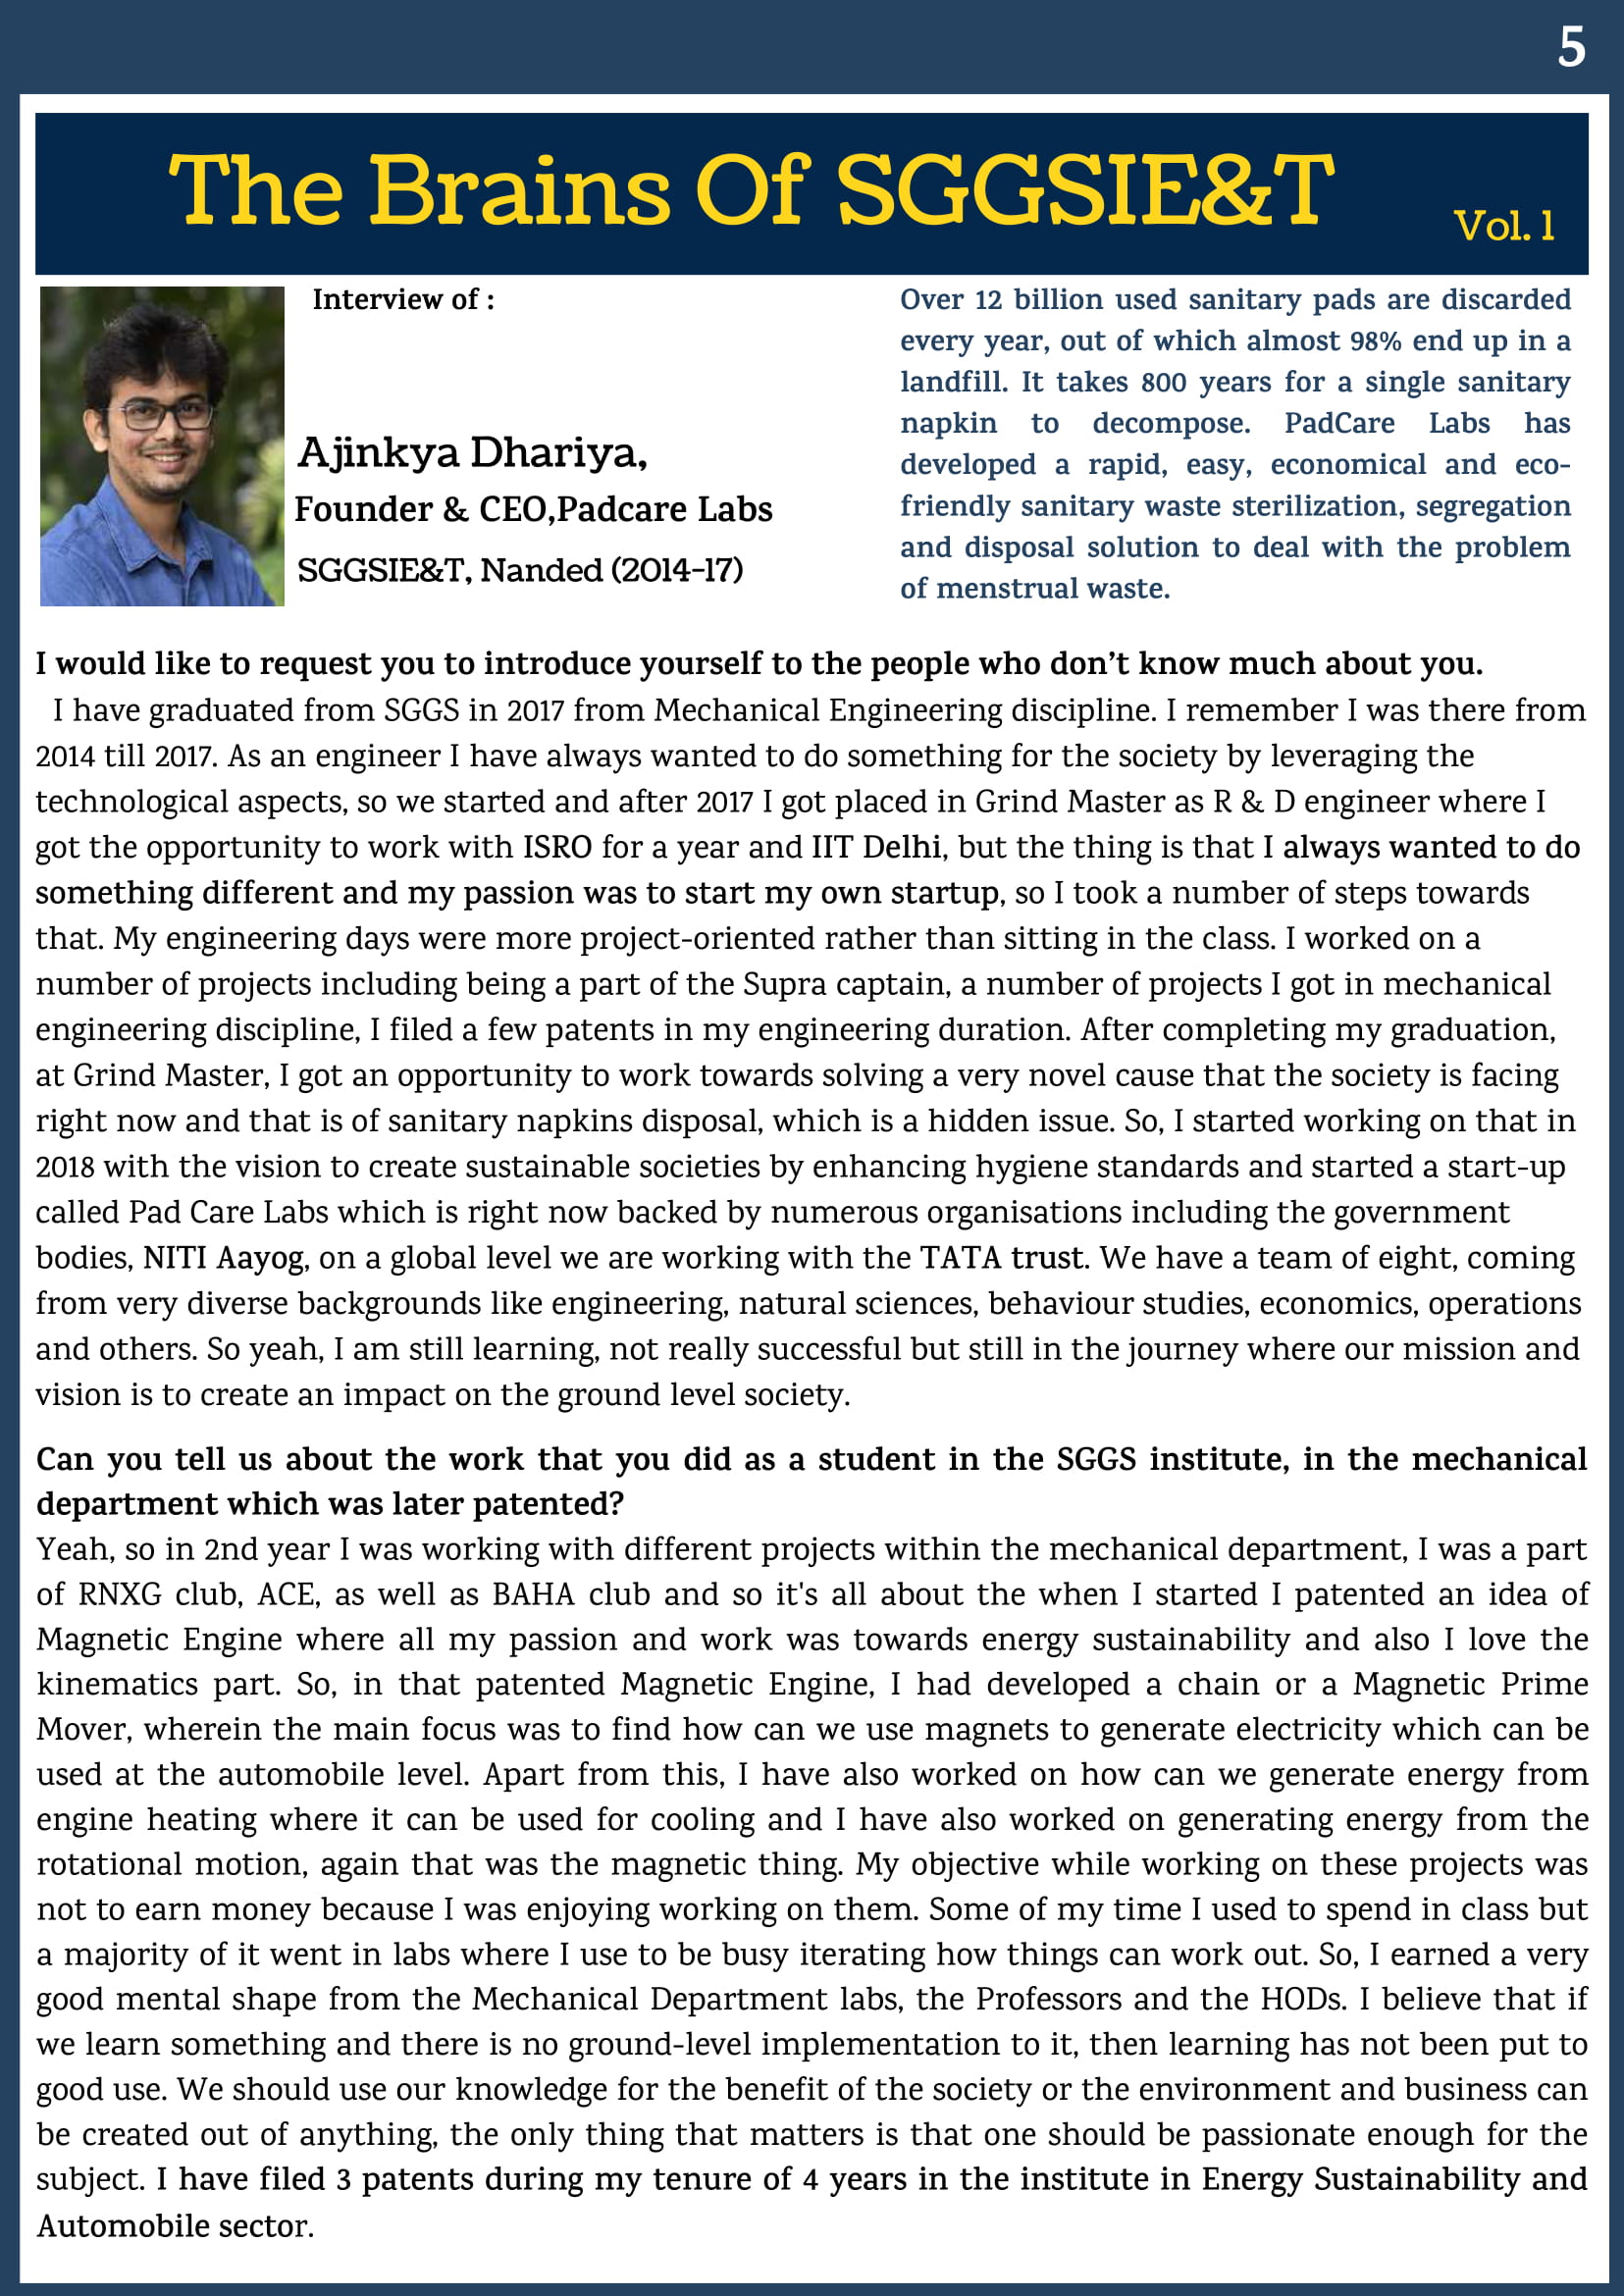 5
The Brains Of SGGSIE&T
Vol. 1
Interview of :
Ajinkya Dhariya,
Founder & CEO,Padcare Labs
SGGSIE&T, Nanded (2014-17)
Over 12 billion used sanitary pads are discarded
every year, out of which almost 98% end up in a
landfill. It takes 800 years for a single sanitary
napkin to decompose. PadCare Labs has
developed a rapid, easy, economical and eco-
friendly sanitary waste sterilization, segregation
and disposal solution to deal with the problem
of menstrual waste.
I would like to request you to introduce yourself to the people who don’t know much about you.
I have graduated from SGGS in 2017 from Mechanical Engineering discipline. I remember I was there from
2014 till 2017. As an engineer I have always wanted to do something for the society by leveraging the
technological aspects, so we started and after 2017 I got placed in Grind Master as R & D engineer where I
got the opportunity to work with ISRO for a year and IIT Delhi, but the thing is that I always wanted to do
something different and my passion was to start my own startup, so I took a number of steps towards
that. My engineering days were more project-oriented rather than sitting in the class. I worked on a
number of projects including being a part of the Supra captain, a number of projects I got in mechanical
engineering discipline, I filed a few patents in my engineering duration. After completing my graduation,
at Grind Master, I got an opportunity to work towards solving a very novel cause that the society is facing
right now and that is of sanitary napkins disposal, which is a hidden issue. So, I started working on that in
2018 with the vision to create sustainable societies by enhancing hygiene standards and started a start-up
called Pad Care Labs which is right now backed by numerous organisations including the government
bodies, NITI Aayog, on a global level we are working with the TATA trust. We have a team of eight, coming
from very diverse backgrounds like engineering, natural sciences, behaviour studies, economics, operations
and others. So yeah, I am still learning, not really successful but still in the journey where our mission and
vision is to create an impact on the ground level society.
Can you tell us about the work that you did as a student in the SGGS institute, in the mechanical
department which was later patented?
Yeah, so in 2nd year I was working with different projects within the mechanical department, I was a part
of RNXG club, ACE, as well as BAHA club and so it's all about the when I started I patented an idea of
Magnetic Engine where all my passion and work was towards energy sustainability and also I love the
kinematics part. So, in that patented Magnetic Engine, I had developed a chain or a Magnetic Prime
Mover, wherein the main focus was to find how can we use magnets to generate electricity which can be
used at the automobile level. Apart from this, I have also worked on how can we generate energy from
engine heating where it can be used for cooling and I have also worked on generating energy from the
rotational motion, again that was the magnetic thing. My objective while working on these projects was
not to earn money because I was enjoying working on them. Some of my time I used to spend in class but
a majority of it went in labs where I use to be busy iterating how things can work out. So, I earned a very
good mental shape from the Mechanical Department labs, the Professors and the HODs. I believe that if
we learn something and there is no ground-level implementation to it, then learning has not been put to
good use. We should use our knowledge for the benefit of the society or the environment and business can
be created out of anything, the only thing that matters is that one should be passionate enough for the
subject. I have filed 3 patents during my tenure of 4 years in the institute in Energy Sustainability and
Automobile sector.